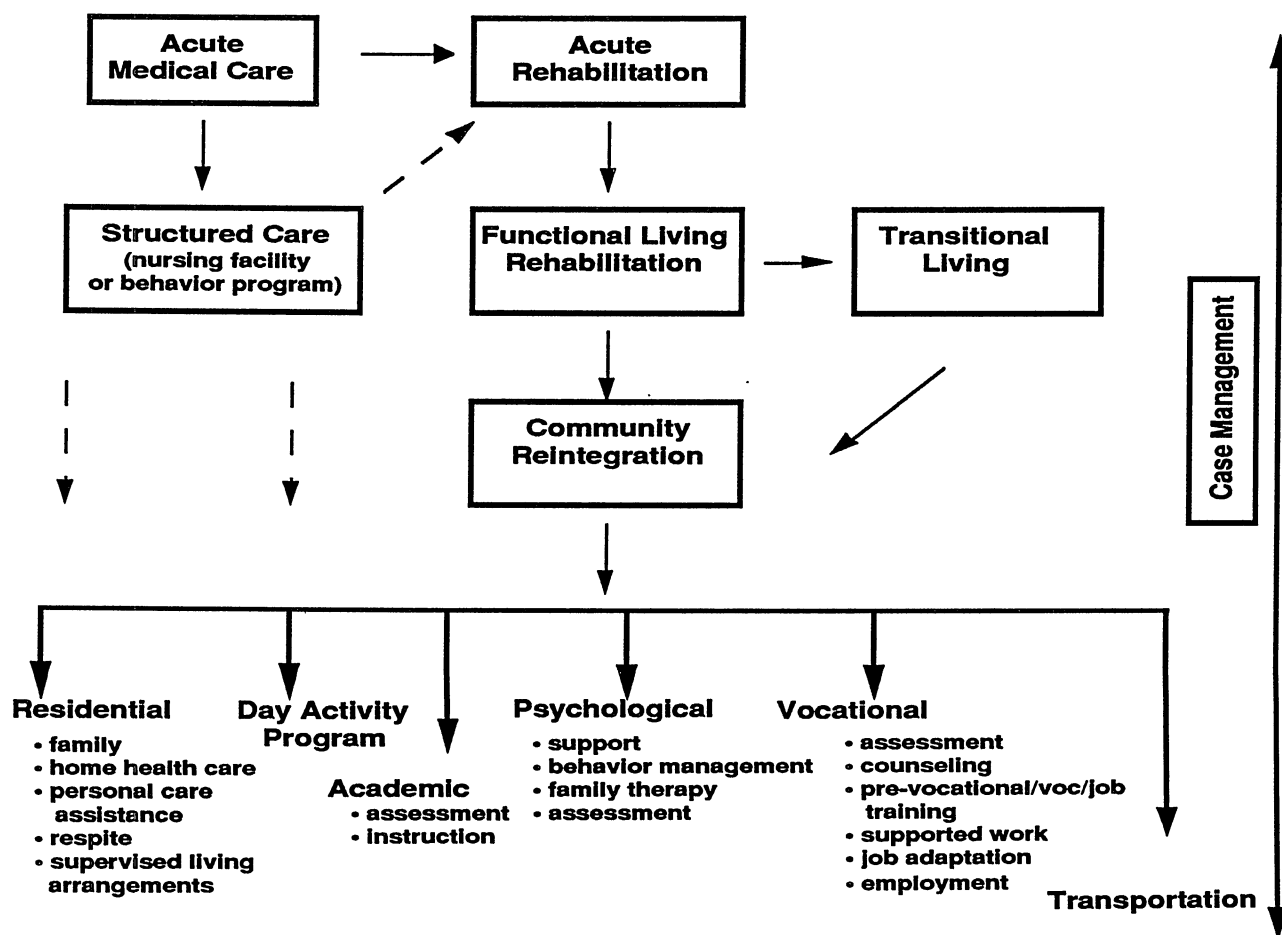 Acute
Medical Care
Acute
Rehabilitation
Structured Care
(nursing facility
or behavior program)
Functional Living
Rehabilitation
Transitional
Living
Case Management
Community
Reintegration
Residential
• family
• home health care
• personal care
assistance
• respite
• supervised living
arrangements
Day Activity
Program
Academic
• assessment
• instruction
Psychological
• support
• behavior management
• family therapy
• assessment
Vocational
• assessment
• counseling
• pre-vocational/voc/job
training
• supported work
• job adaptation
• employment
Transportation